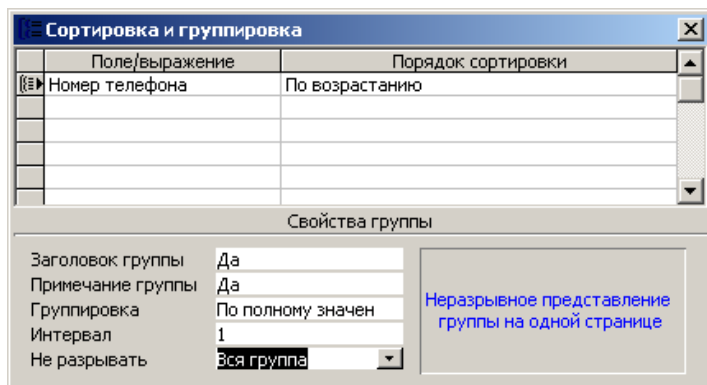 Сортировка и группировка
Поле/выражение Порядок сортировки
Номер телефона По возрастанию
Свойства группы
Заголовок группы Да
Примечание группы Да
Группировка По полному значен
Интервал 1
Не разрывать Вся группа
Неразрывное представление
группы на одной странице